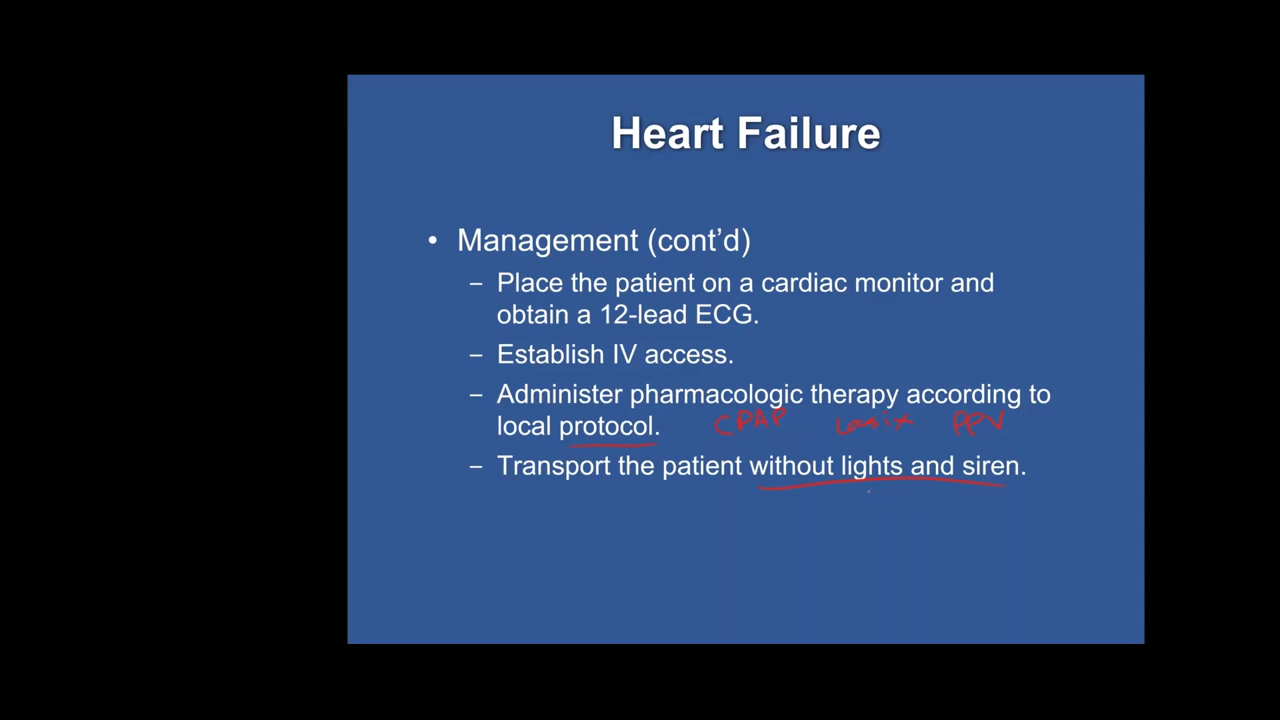 Heart Failure
• Management (cont’d)
– Place the patient on a cardiac monitor and
obtain a 12-lead ECG.
– Establish IV access.
– Administer pharmacologic therapy according to
local protocol. CPAP Lasix PPV
– Transport the patient without lights and siren.